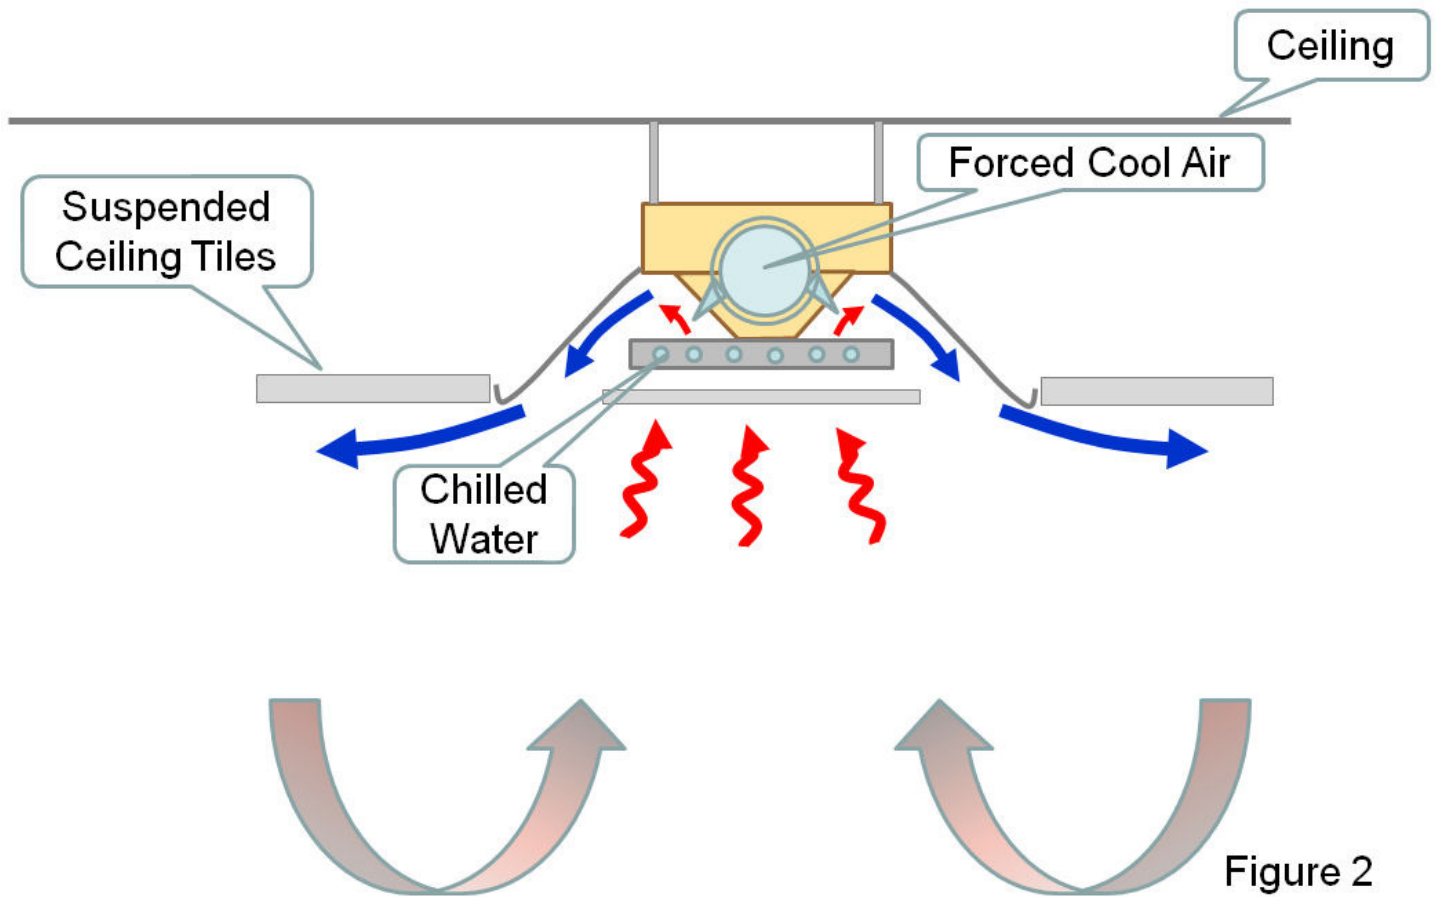 Ceiling
Forced Cool Air
Suspended
Ceiling Tiles
Chilled
Water
Figure 2